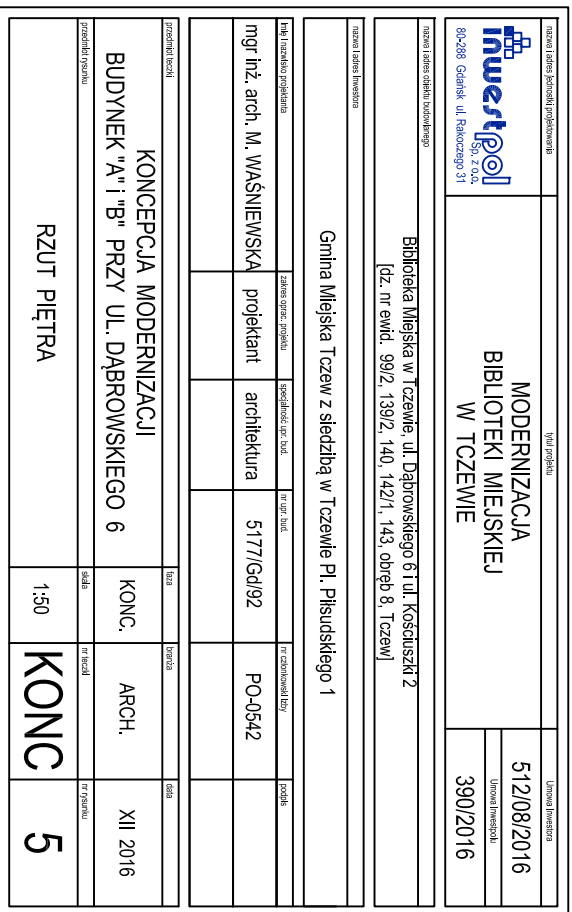 nazwa i adres jednostki projektowania
Inwestpol
Sp. z o.o.
80-288 Gdańsk ul. Rakoczego 31
tytuł projektu
MODERNIZACJA
BIBLIOTEKI MIEJSKIEJ
W TCZEWIE
Umowa Inwestora
512/08/2016
Umowa Inwestpolu
390/2016
nazwa i adres obiektu budowlanego
Biblioteka Miejska w Tczewie, ul. Dąbrowskiego 6 i ul. Kościuszki 2
[dz. nr ewid. 99/2, 139/2, 140, 142/1, 143, obręb 8, Tczew]
nazwa i adres Inwestora
Gmina Miejska Tczew z siedzibą w Tczewie Pl. Piłsudskiego 1
Imię i nazwisko projektanta
zakres oprac. projektu
specjalność upr. bud.
nr upr. bud.
nr członkowski Izby
podpis
mgr inż. arch. M. WAŚNIEWSKA
projektant
architektura
5177/Gd/92
PO-0542
przedmiot teczki
KONCEPCJA MODERNIZACJI
BUDYNEK "A" i "B" PRZY UL. DĄBROWSKIEGO 6
faza
KONC.
branża
ARCH.
data
XII 2016
przedmiot rysunku
RZUT PIĘTRA
skala
1:50
nr teczki
KONC
nr rysunku
5